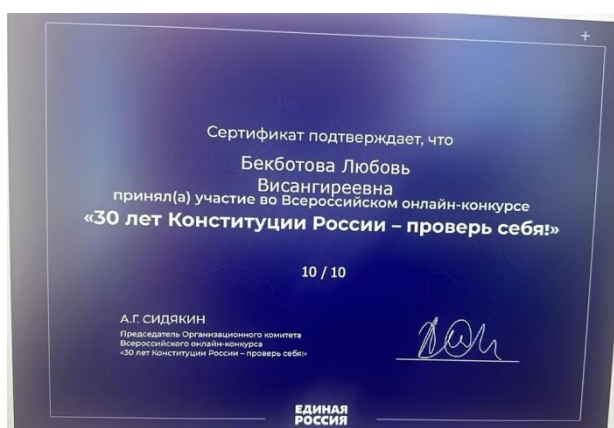 Сертификат подтверждает, что
Бекботова Любовь
Висангиреевна
принял(а) участие во Всероссийском онлайн-конкурсе
«30 лет Конституции России – проверь себя!»
10 / 10
А.Г. СИДЯКИН
Председатель Организационного комитета
Всероссийского онлайн-конкурса
«30 лет Конституции России – проверь себя!»
ЕДИНАЯ
РОССИЯ